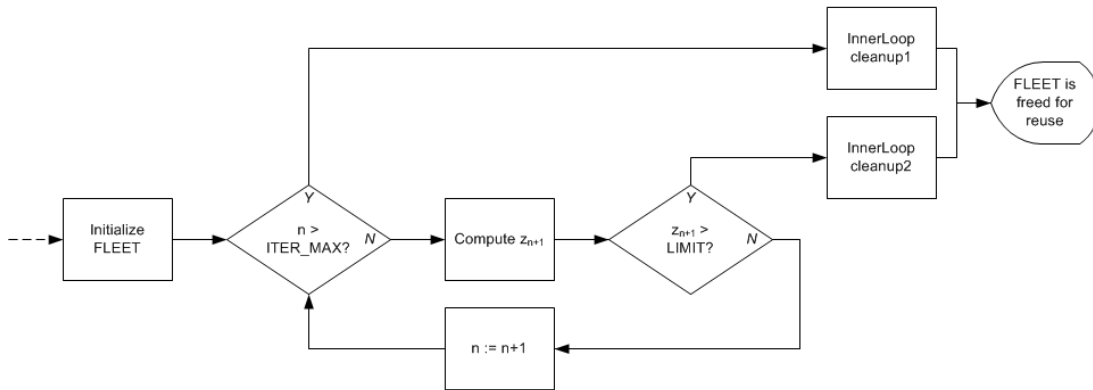 InnerLoop
cleanup1
FLEET is
freed for
reuse
InnerLoop
cleanup2
Y
Y
Initialize
FLEET
n >
ITER_MAX?
N
Compute zₙ₊₁
zₙ₊₁ >
LIMIT?
N
n := n+1